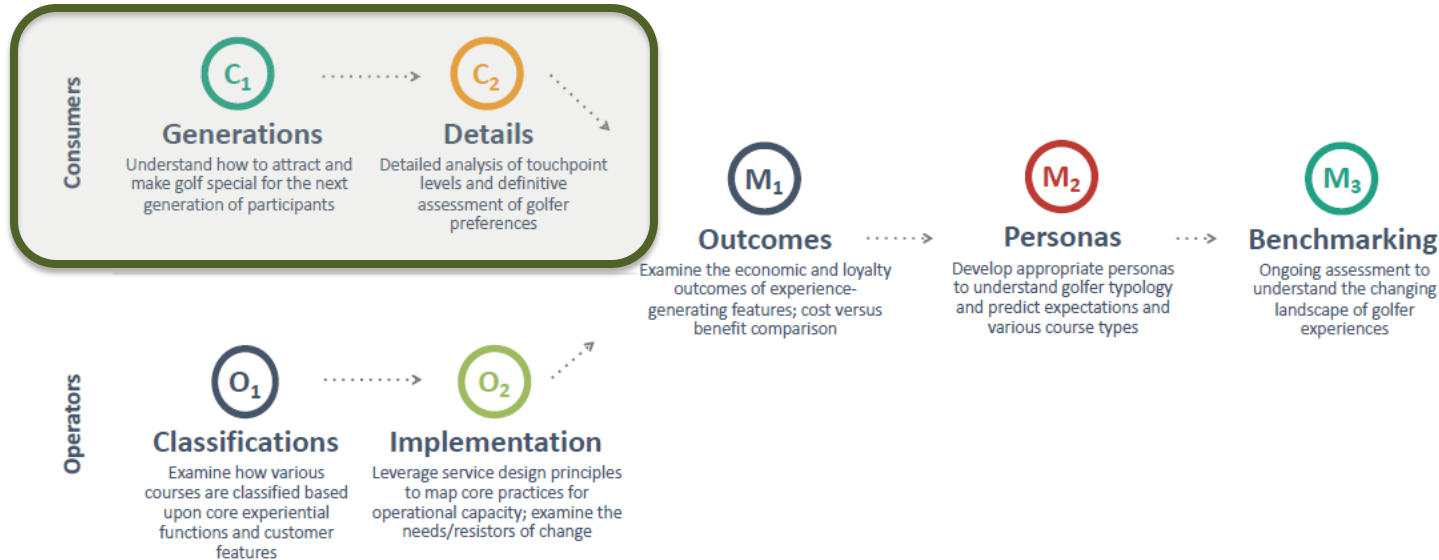 Consumers
C1
Generations
Understand how to attract and
make golf special for the next
generation of participants
C2
Details
Detailed analysis of touchpoint
levels and definitive
assessment of golfer
preferences
Operators
O1
Classifications
Examine how various
courses are classified based
upon core experiential
functions and customer
features
O2
Implementation
Leverage service design principles
to map core practices for
operational capacity; examine the
needs/resistors of change
M1
Outcomes
Examine the economic and loyalty
outcomes of experience-
generating features; cost versus
benefit comparison
M2
Personas
Develop appropriate personas
to understand golfer typology
and predict expectations and
various course types
M3
Benchmarking
Ongoing assessment to
understand the changing
landscape of golfer
experiences